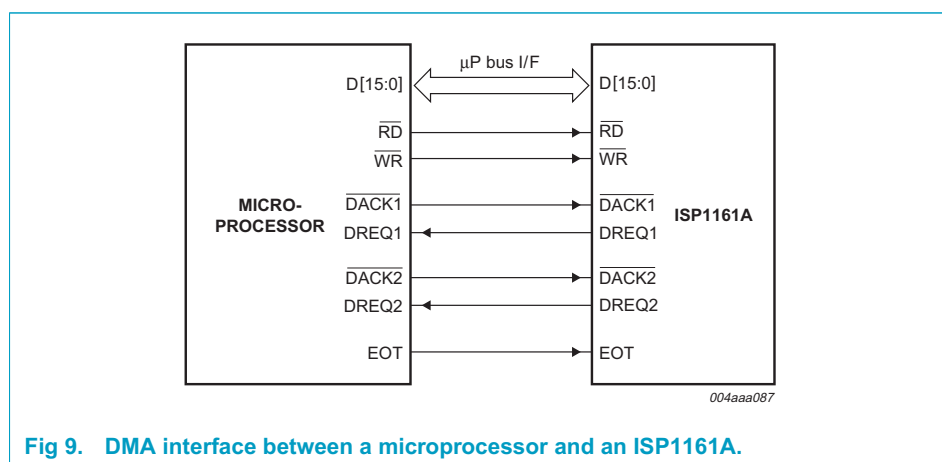 μP bus I/F
D[15:0] D[15:0]
RD RD
WR WR
MICRO-
PROCESSOR
DACK1 DACK1
ISP1161A
DREQ1 DREQ1
DACK2 DACK2
DREQ2 DREQ2
EOT EOT
004aaa087
Fig 9. DMA interface between a microprocessor and an ISP1161A.